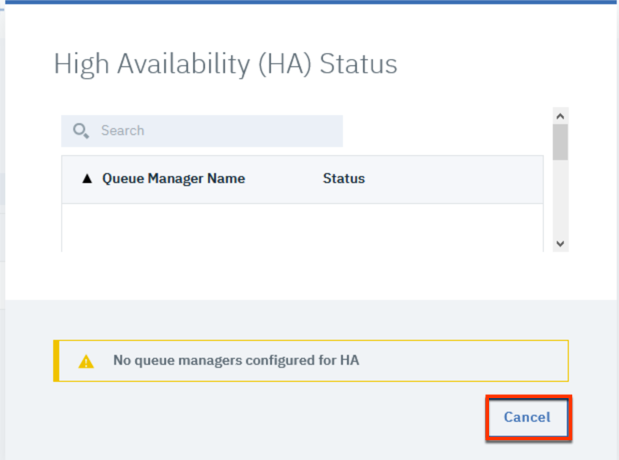 High Availability (HA) Status
Search
Queue Manager Name Status
No queue managers configured for HA
Cancel